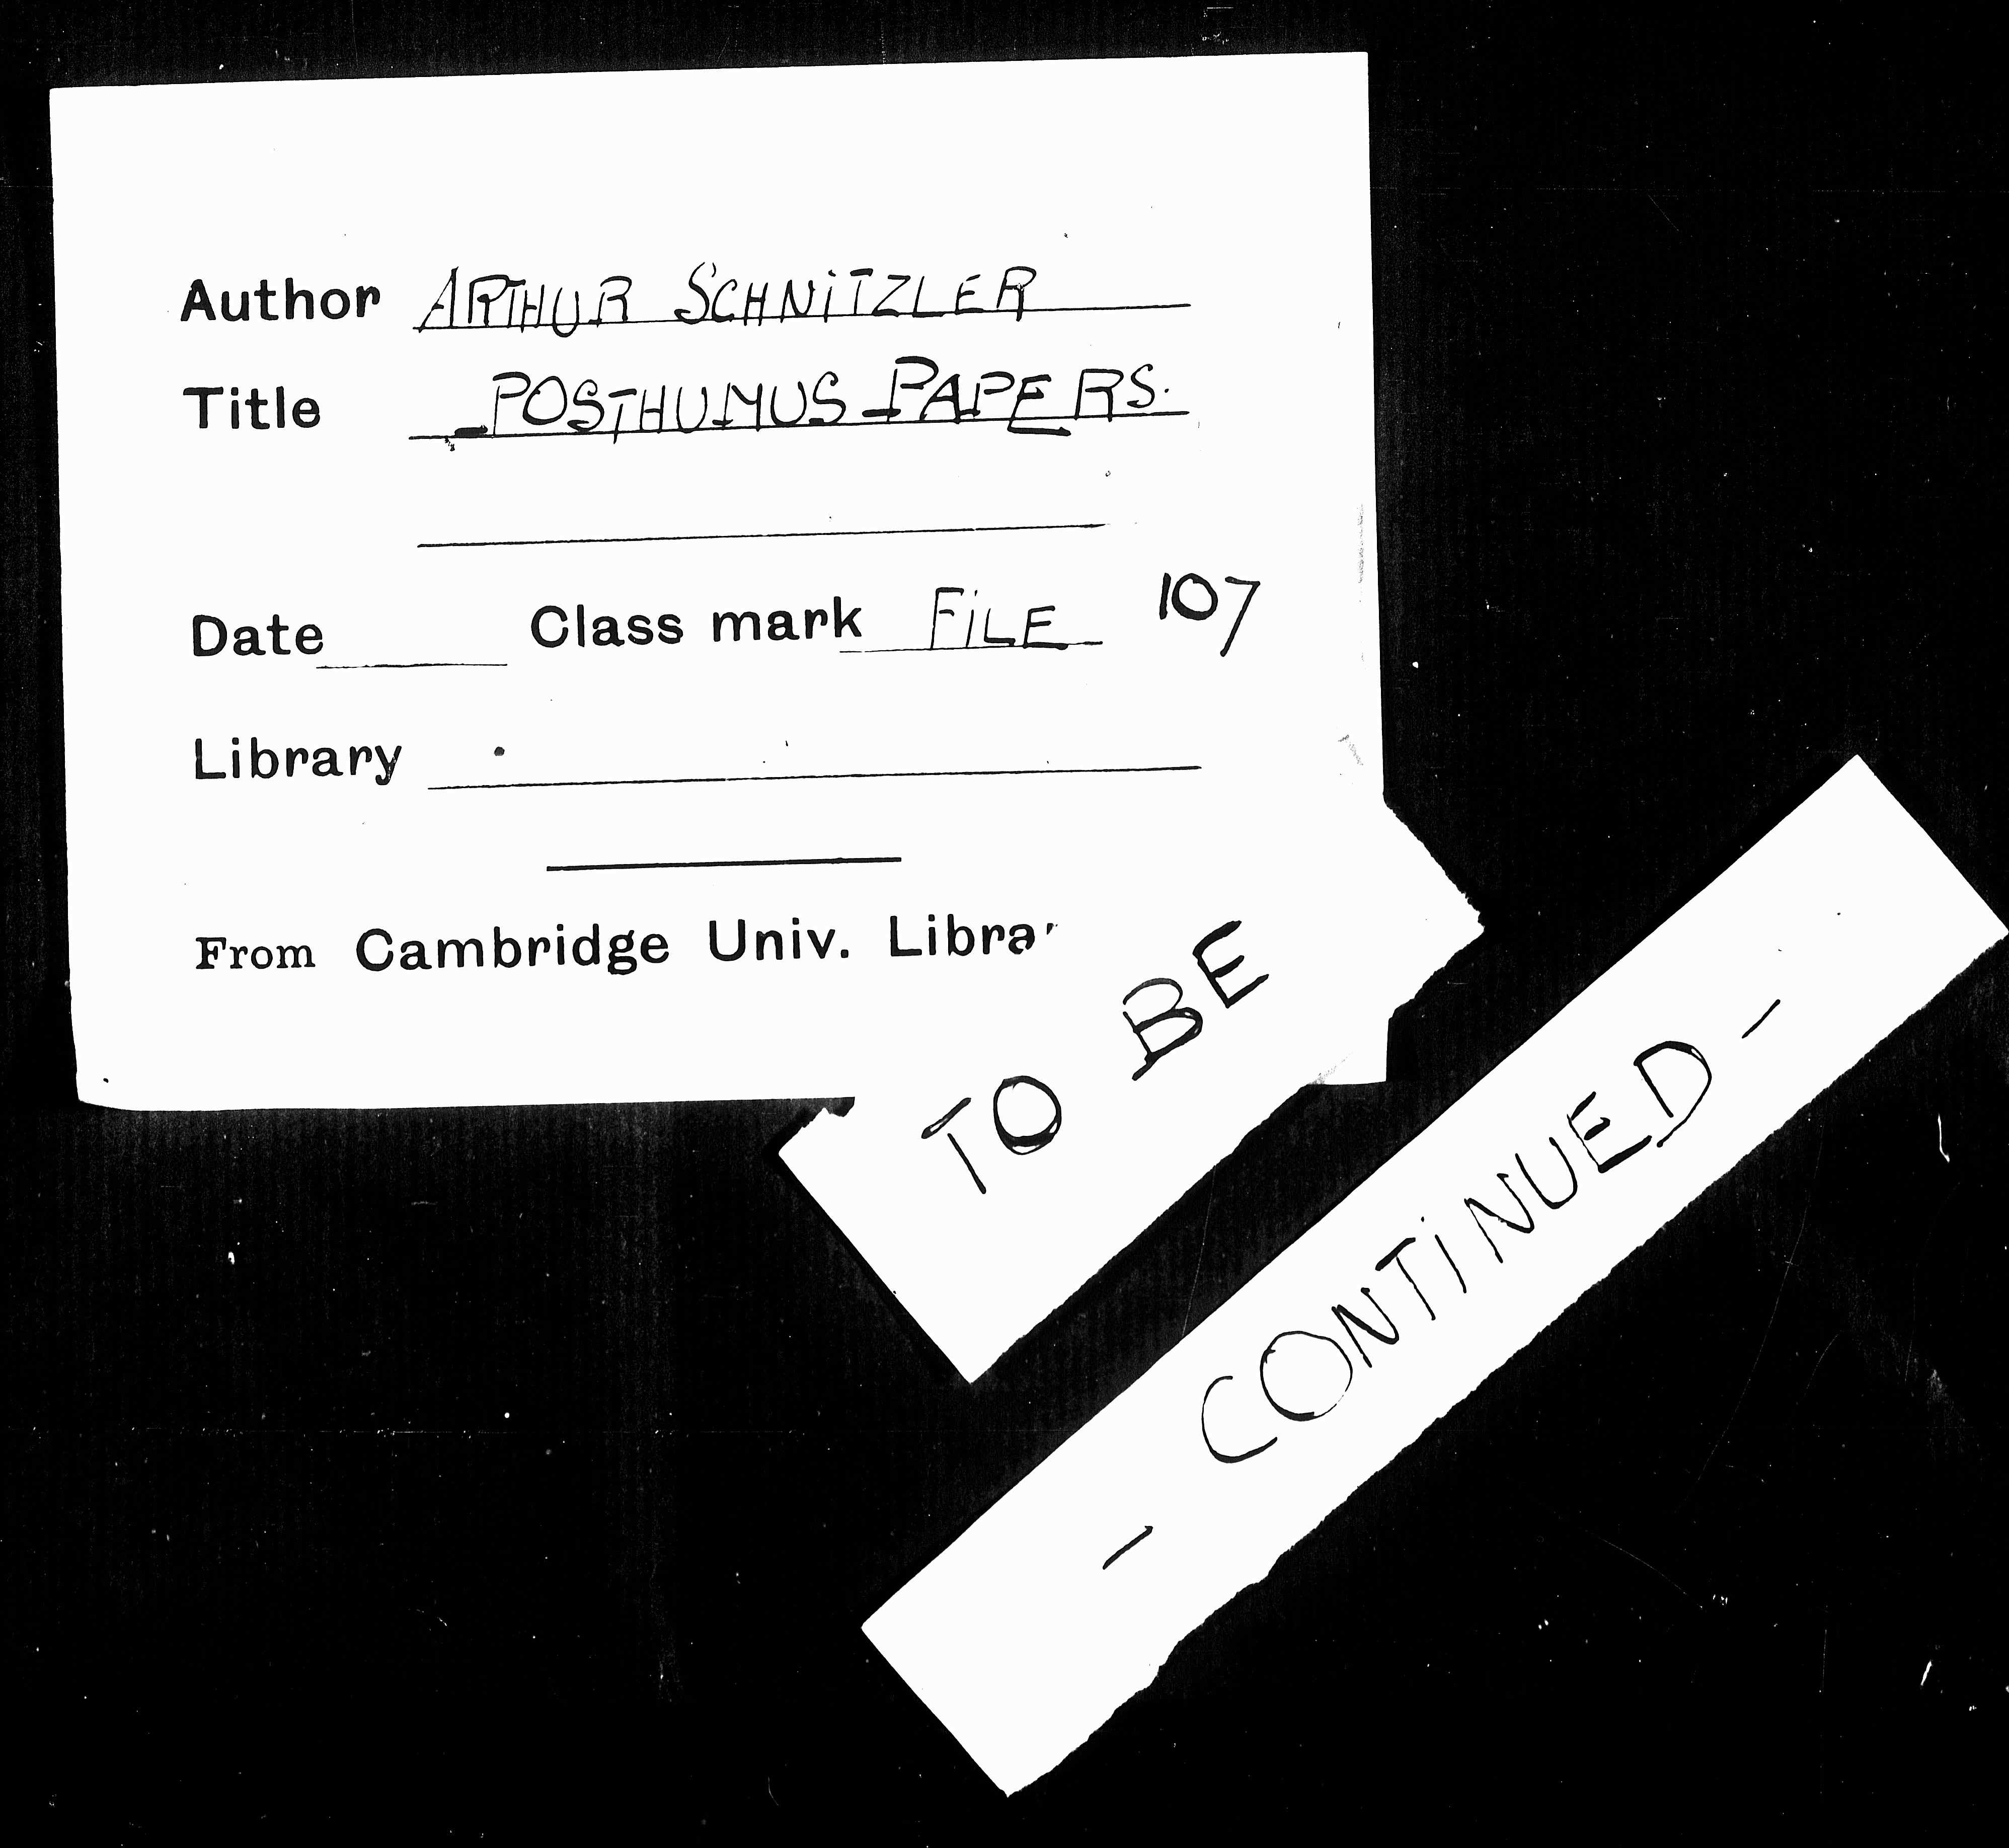 Author ARTHUR SCHNiTZLER
Title POSTHUMUS PAPERS.
Date Class mark FiLE 107
Library
From Cambridge Univ. Libra
TO BE
- CONTiNUED -